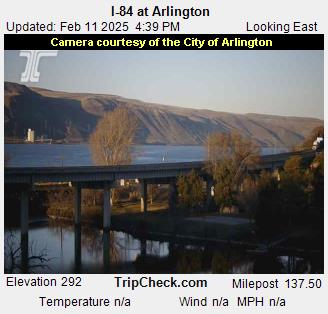 I-84 at Arlington
Updated: Feb 11 2025 4:39 PM Looking East
Camera courtesy of the City of Arlington
Elevation 292 TripCheck.com Milepost 137.50
Temperature n/a Wind n/a MPH n/a